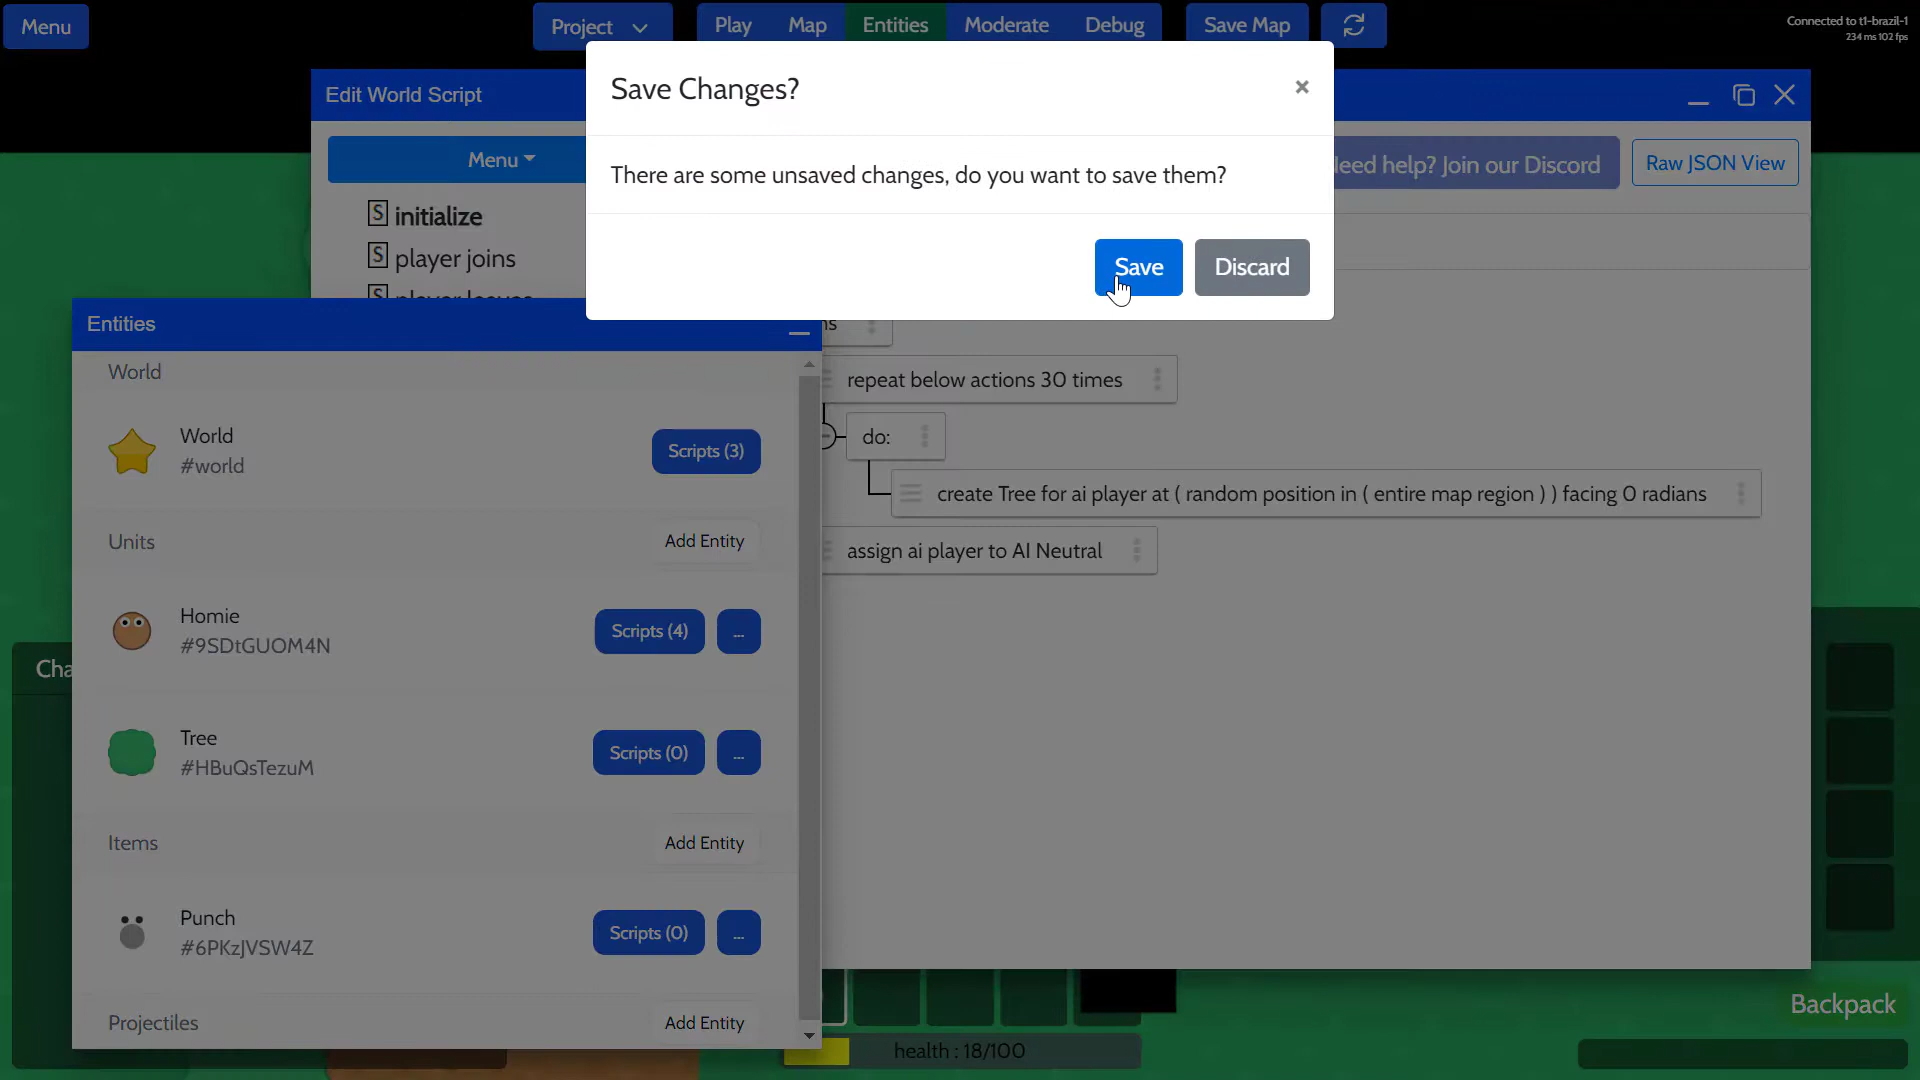 Menu
Project
Play
Map
Entities
Moderate
Debug
Save Map
Connected to t1-brazil-1
234 ms 102 fps
Edit World Script
Save Changes?
×
There are some unsaved changes, do you want to save them?
Save
Discard
Menu
Need help? Join our Discord
Raw JSON View
S initialize
S player joins
S player leaves
Entities
World
World
#world
Scripts (3)
Units
Add Entity
Homie
#9SDtGUOM4N
Scripts (4)
...
Tree
#HBuQsTezuM
Scripts (0)
...
Items
Add Entity
Punch
#6PKzJVSW4Z
Scripts (0)
...
Projectiles
Add Entity
repeat below actions 30 times
do:
create Tree for ai player at ( random position in ( entire map region ) ) facing 0 radians
assign ai player to AI Neutral
Cha
health : 18/100
Backpack